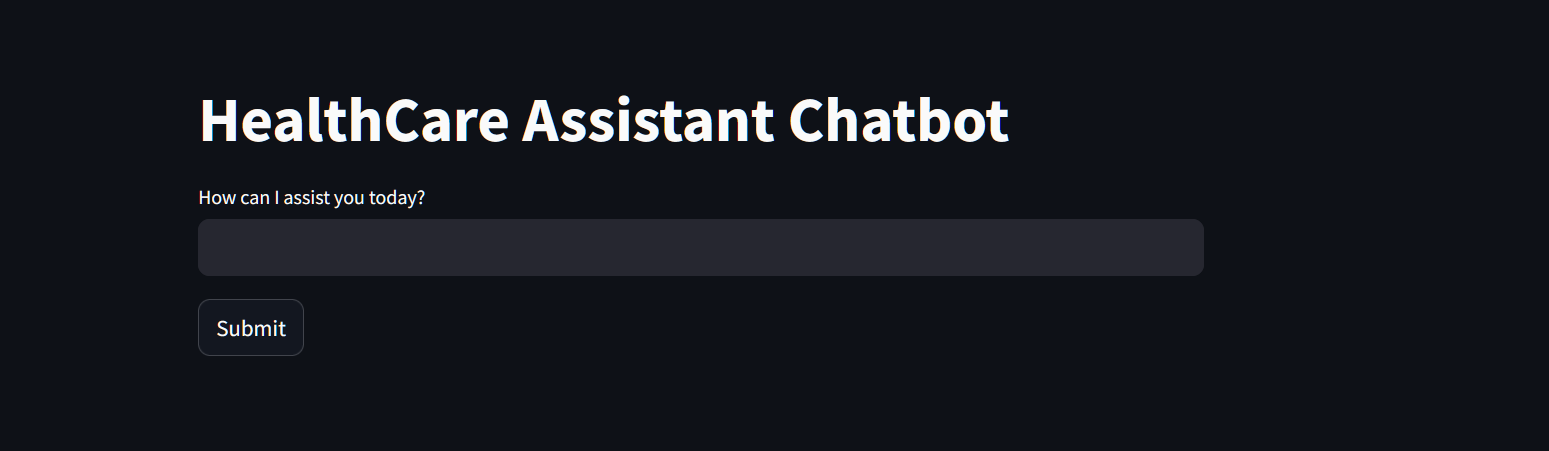 HealthCare Assistant Chatbot
How can I assist you today?
Submit